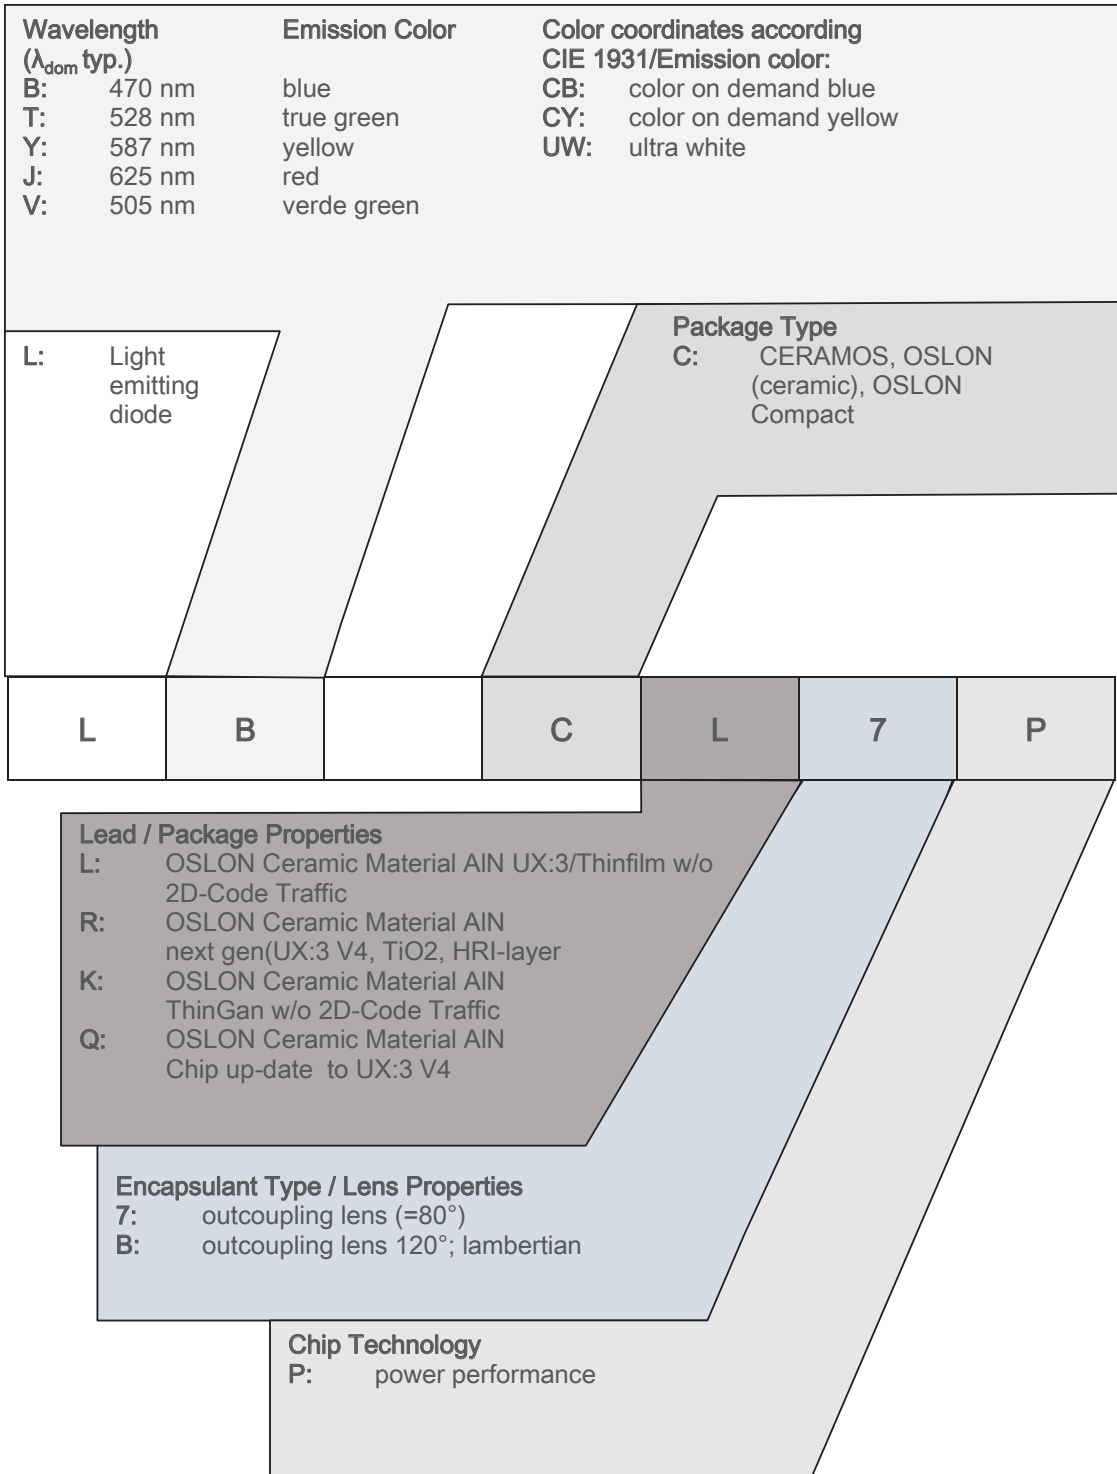 Wavelength Emission Color Color coordinates according
(λdom typ.) CIE 1931/Emission color:
B: 470 nm blue CB: color on demand blue
T: 528 nm true green CY: color on demand yellow
Y: 587 nm yellow UW: ultra white
J: 625 nm red
V: 505 nm verde green
L: Light
emitting
diode
Package Type
C: CERAMOS, OSLON
(ceramic), OSLON
Compact
L B C L 7 P
Lead / Package Properties
L: OSLON Ceramic Material AlN UX:3/Thinfilm w/o
2D-Code Traffic
R: OSLON Ceramic Material AlN
next gen(UX:3 V4, TiO2, HRI-layer
K: OSLON Ceramic Material AlN
ThinGan w/o 2D-Code Traffic
Q: OSLON Ceramic Material AlN
Chip up-date to UX:3 V4
Encapsulant Type / Lens Properties
7: outcoupling lens (=80°)
B: outcoupling lens 120°; lambertian
Chip Technology
P: power performance